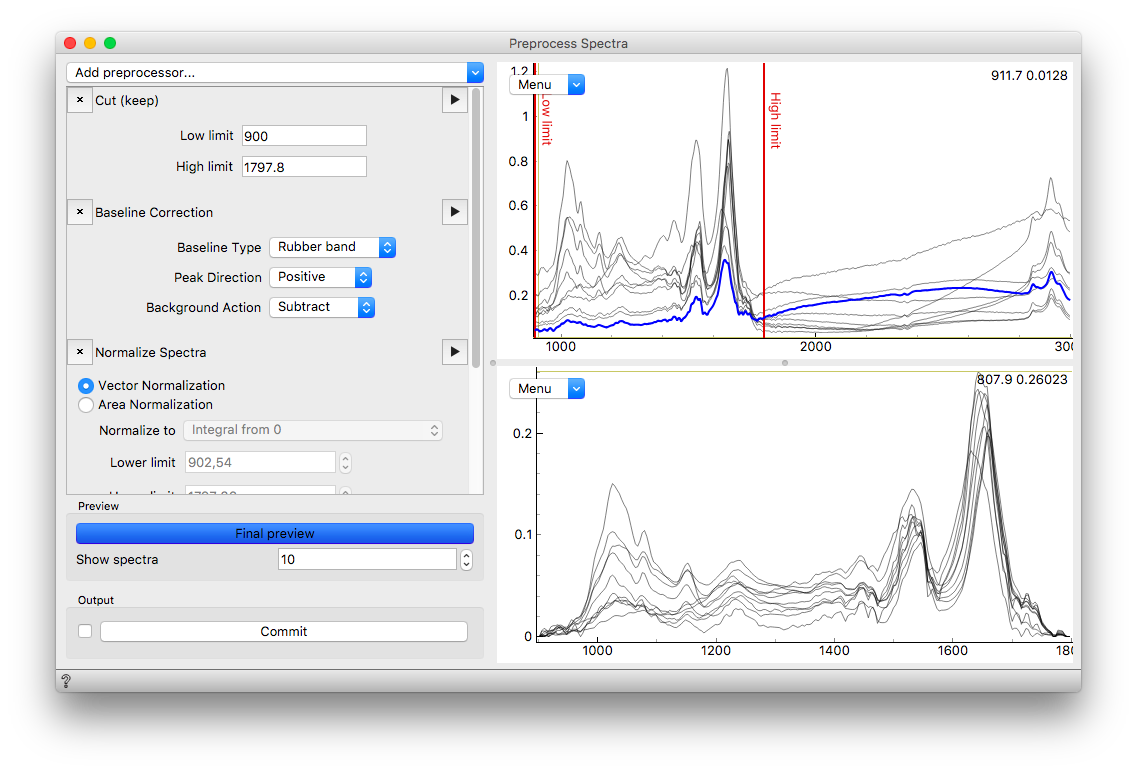 Preprocess Spectra
Add preprocessor...
× Cut (keep)
Low limit 900
High limit 1797.8
× Baseline Correction
Baseline Type Rubber band
Peak Direction Positive
Background Action Subtract
× Normalize Spectra
Vector Normalization
Area Normalization
Normalize to Integral from 0
Lower limit 902,54
Preview
Final preview
Show spectra 10
Output
Commit
?
Menu
911.7 0.0128
Low limit
High limit
1.2
1
0.8
0.6
0.4
0.2
1000 2000 300
Menu
807.9 0.26023
0.2
0.1
0
1000 1200 1400 1600 180